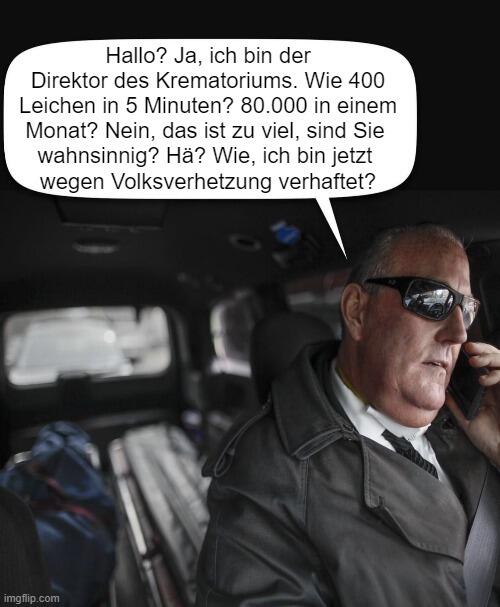 Hallo? Ja, ich bin der
Direktor des Krematoriums. Wie 400
Leichen in 5 Minuten? 80.000 in einem
Monat? Nein, das ist zu viel, sind Sie
wahnsinnig? Hä? Wie, ich bin jetzt
wegen Volksverhetzung verhaftet?
imgflip.com